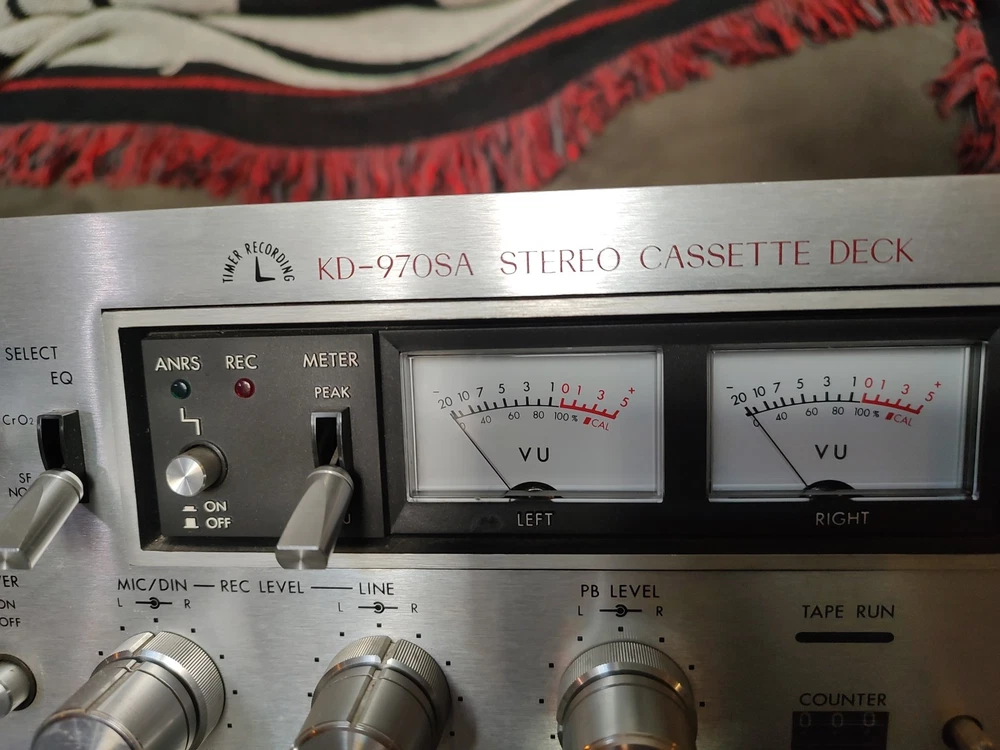 TIMER RECORDING
KD-970SA STEREO CASSETTE DECK
SELECT
EQ
CrO2
SF
ANRS REC METER
PEAK
ON
OFF
- 20 10 7 5 3 1 0 1 3 5 +
0 40 60 80 100 % CAL
VU
LEFT
- 20 10 7 5 3 1 0 1 3 5 +
0 40 60 80 100 % CAL
VU
RIGHT
MIC/DIN REC LEVEL LINE
L R L R
PB LEVEL
L R
TAPE RUN
COUNTER
0 0 0
OFF